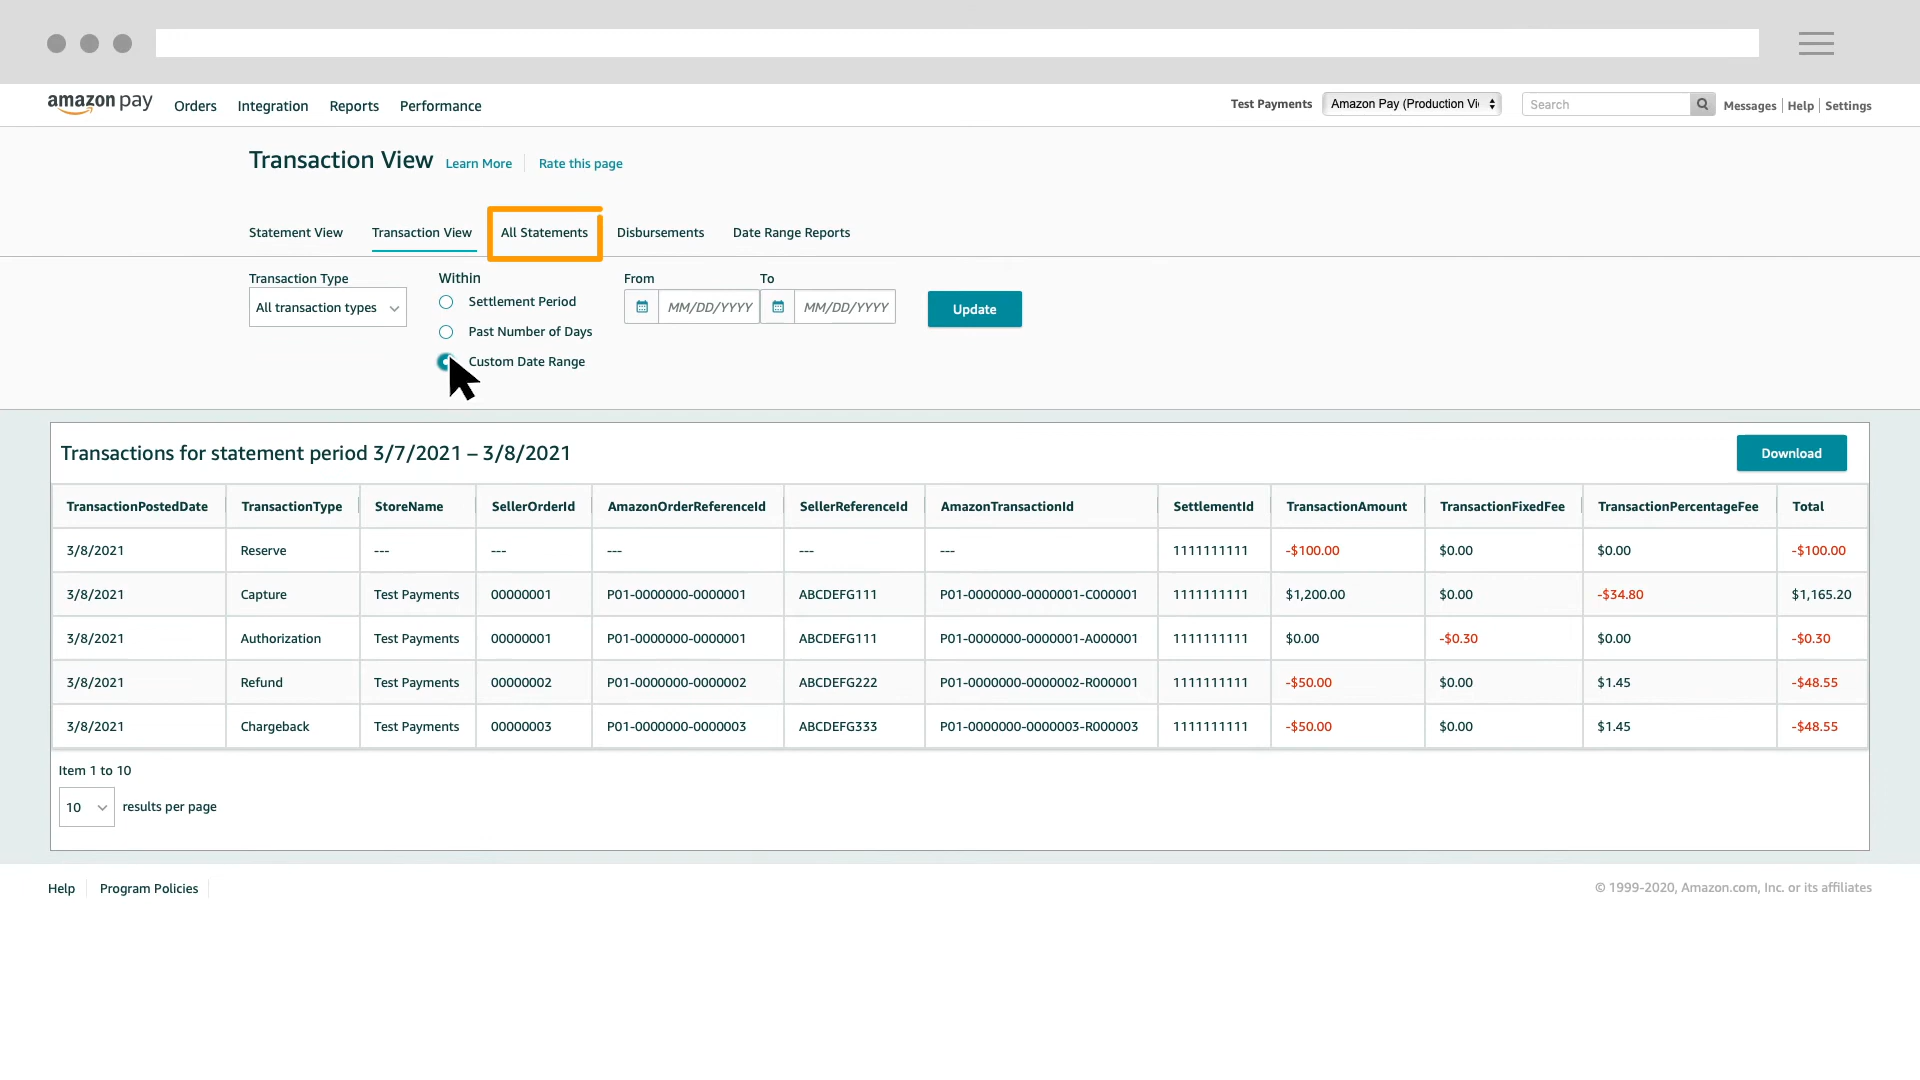 amazon pay Orders Integration Reports Performance Test Payments Amazon Pay (Production Vi Search Messages Help Settings
Transaction View Learn More Rate this page
Statement View Transaction View All Statements Disbursements Date Range Reports
Transaction Type Within From To
All transaction types Settlement Period MM/DD/YYYY MM/DD/YYYY Update
Past Number of Days
Custom Date Range
Transactions for statement period 3/7/2021 – 3/8/2021 Download
TransactionPostedDate TransactionType StoreName SellerOrderId AmazonOrderReferenceId SellerReferenceId AmazonTransactionId SettlementId TransactionAmount TransactionFixedFee TransactionPercentageFee Total
3/8/2021 Reserve --- --- --- --- --- 1111111111 -$100.00 $0.00 $0.00 -$100.00
3/8/2021 Capture Test Payments 00000001 P01-0000000-0000001 ABCDEFG111 P01-0000000-0000001-C000001 1111111111 $1,200.00 $0.00 -$34.80 $1,165.20
3/8/2021 Authorization Test Payments 00000001 P01-0000000-0000001 ABCDEFG111 P01-0000000-0000001-A000001 1111111111 $0.00 -$0.30 $0.00 -$0.30
3/8/2021 Refund Test Payments 00000002 P01-0000000-0000002 ABCDEFG222 P01-0000000-0000002-R000001 1111111111 -$50.00 $0.00 $1.45 -$48.55
3/8/2021 Chargeback Test Payments 00000003 P01-0000000-0000003 ABCDEFG333 P01-0000000-0000003-R000003 1111111111 -$50.00 $0.00 $1.45 -$48.55
Item 1 to 10
10 results per page
Help Program Policies © 1999-2020, Amazon.com, Inc. or its affiliates